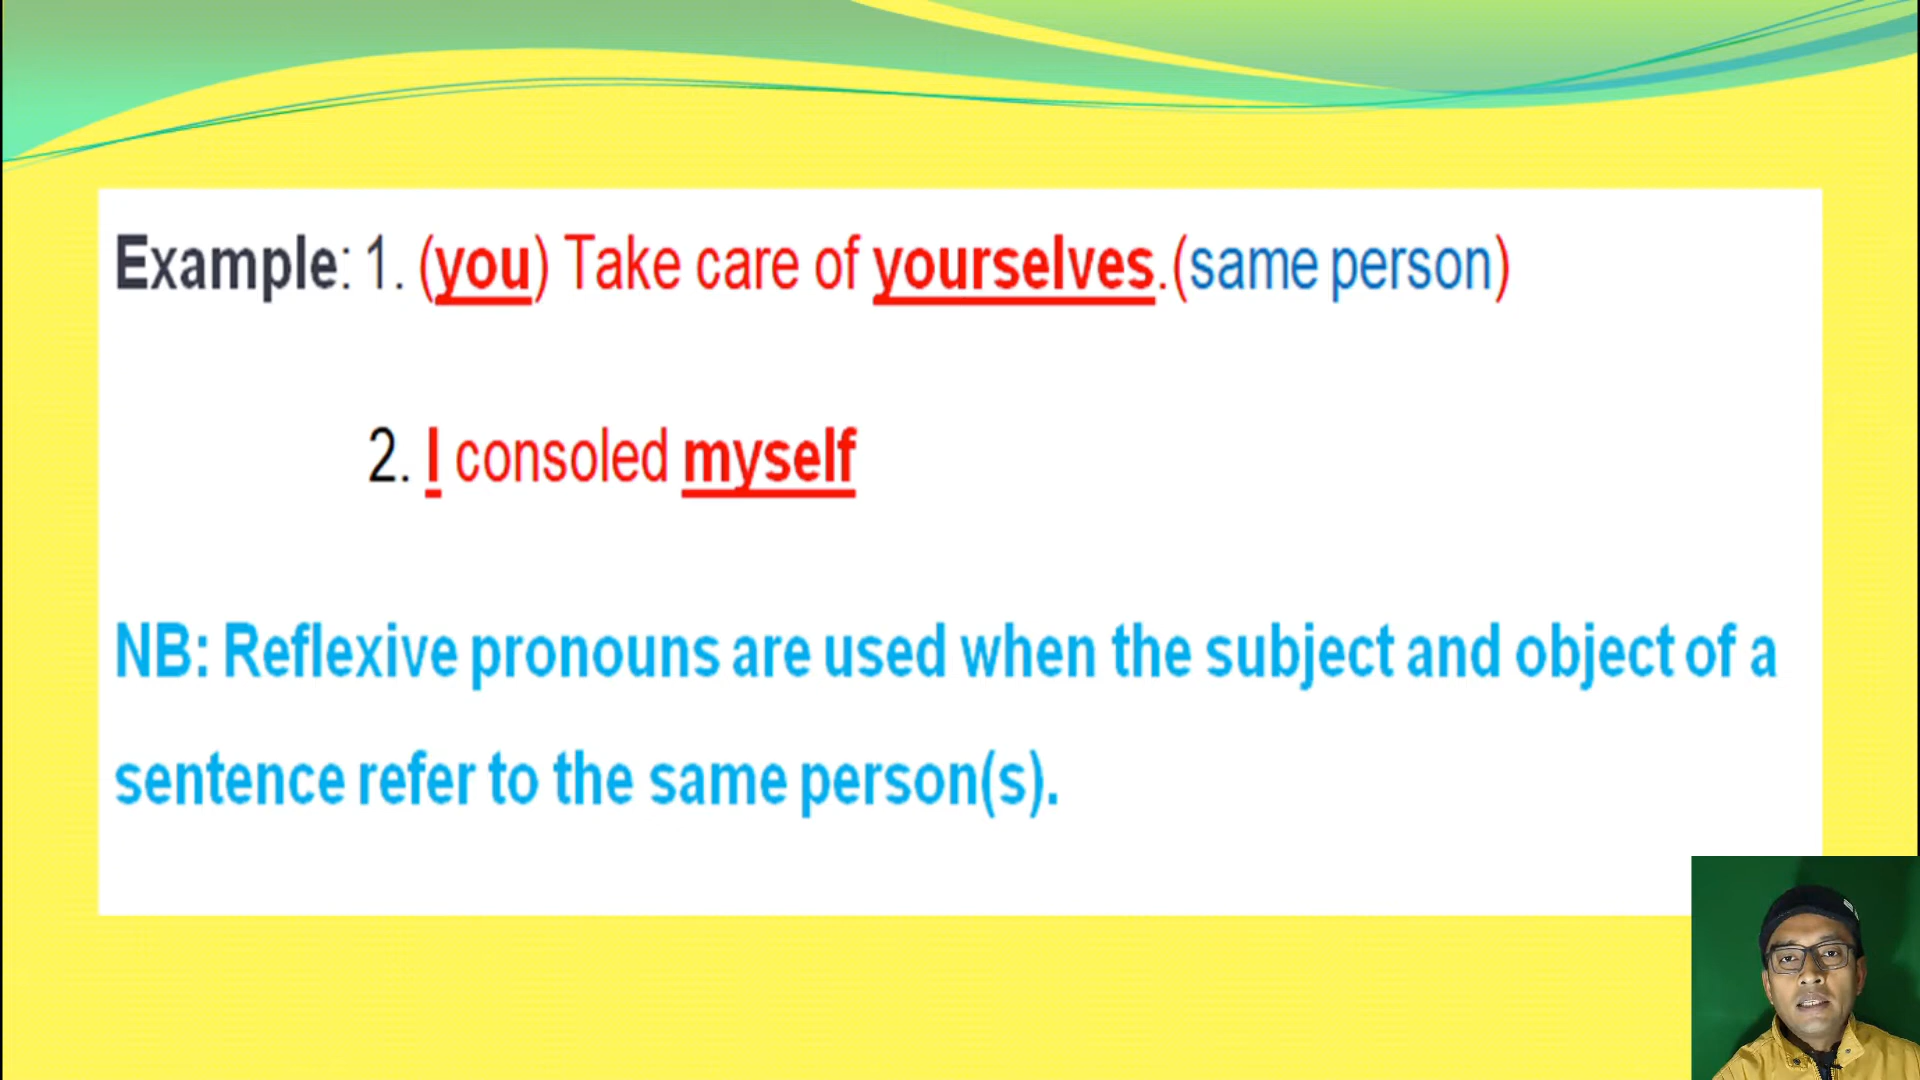 Example: 1. (you) Take care of yourselves.(same person)
2. I consoled myself
NB: Reflexive pronouns are used when the subject and object of a
sentence refer to the same person(s).